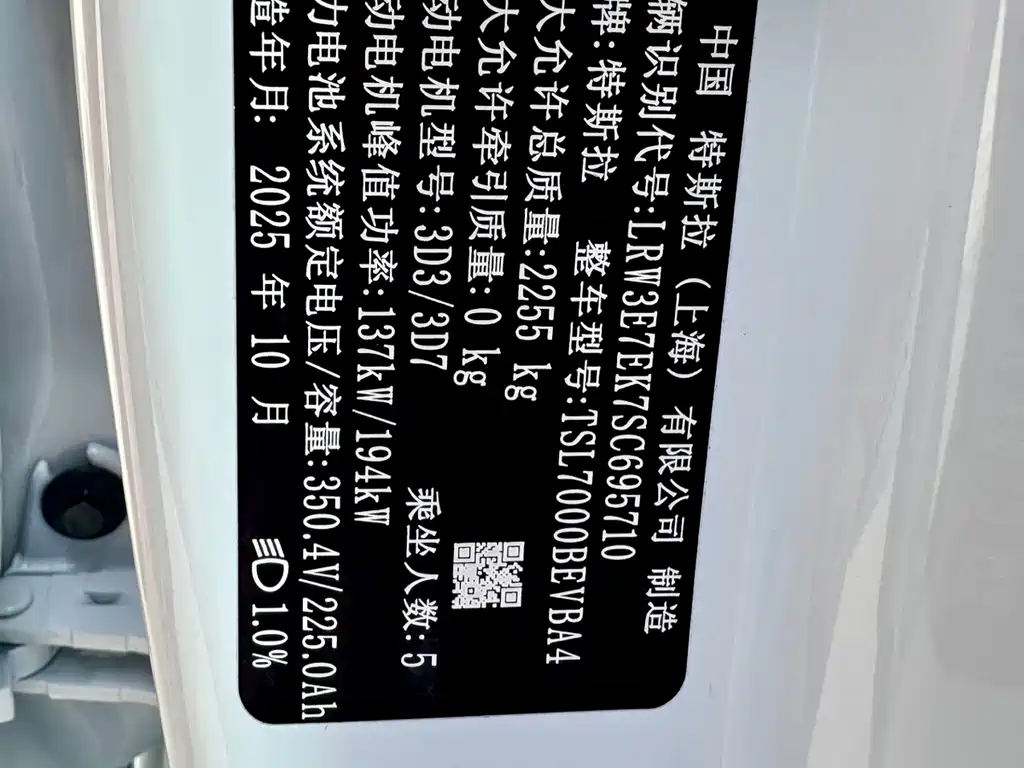 中国 特斯拉（上海）有限公司 制造
辆识别代号:LRW3E7EK7SC695710
牌:特斯拉 整车型号:TSL7000BEVBA4
大允许总质量:2255 kg
大允许牵引质量:0 kg
动电机型号:3D3/3D7 乘坐人数:5
动电机峰值功率:137kW/194kW
力电池系统额定电压/容量:350.4V/225.0Ah
造年月: 2025 年 10 月 1.0%